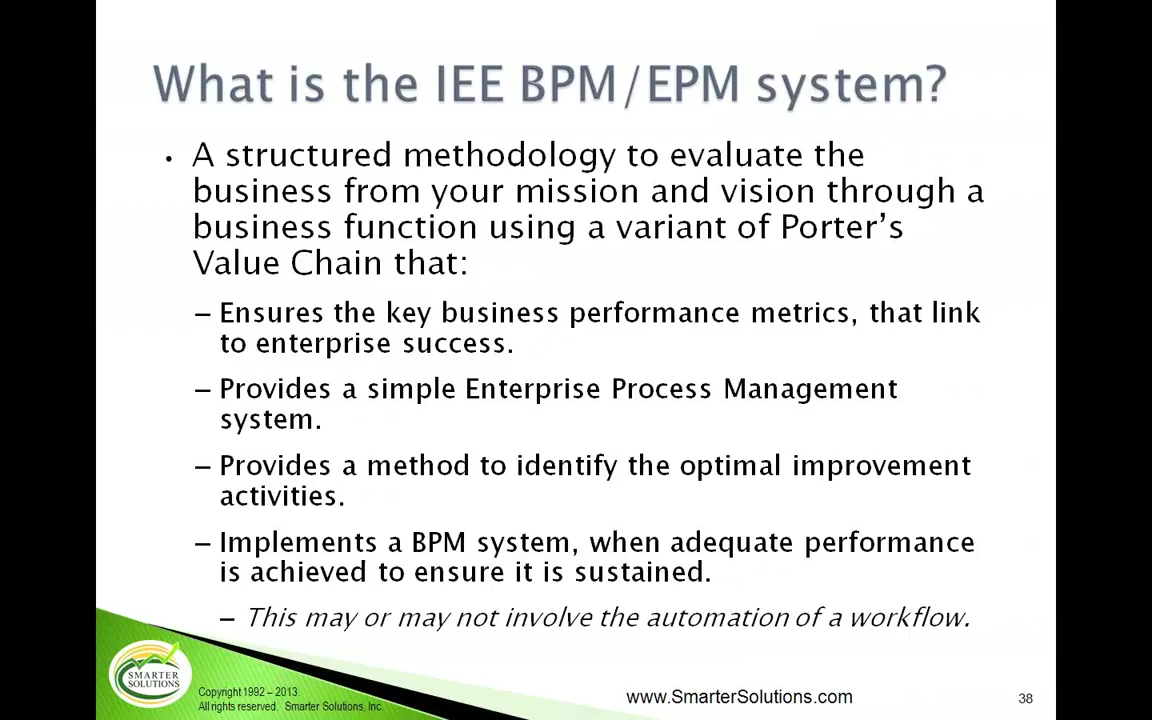 What is the IEE BPM/EPM system?
• A structured methodology to evaluate the
business from your mission and vision through a
business function using a variant of Porter’s
Value Chain that:
– Ensures the key business performance metrics, that link
to enterprise success.
– Provides a simple Enterprise Process Management
system.
– Provides a method to identify the optimal improvement
activities.
– Implements a BPM system, when adequate performance
is achieved to ensure it is sustained.
– This may or may not involve the automation of a workflow.
SMARTER
SOLUTIONS
Copyright 1992 – 2013.
All rights reserved. Smarter Solutions, Inc.
www.SmarterSolutions.com
38